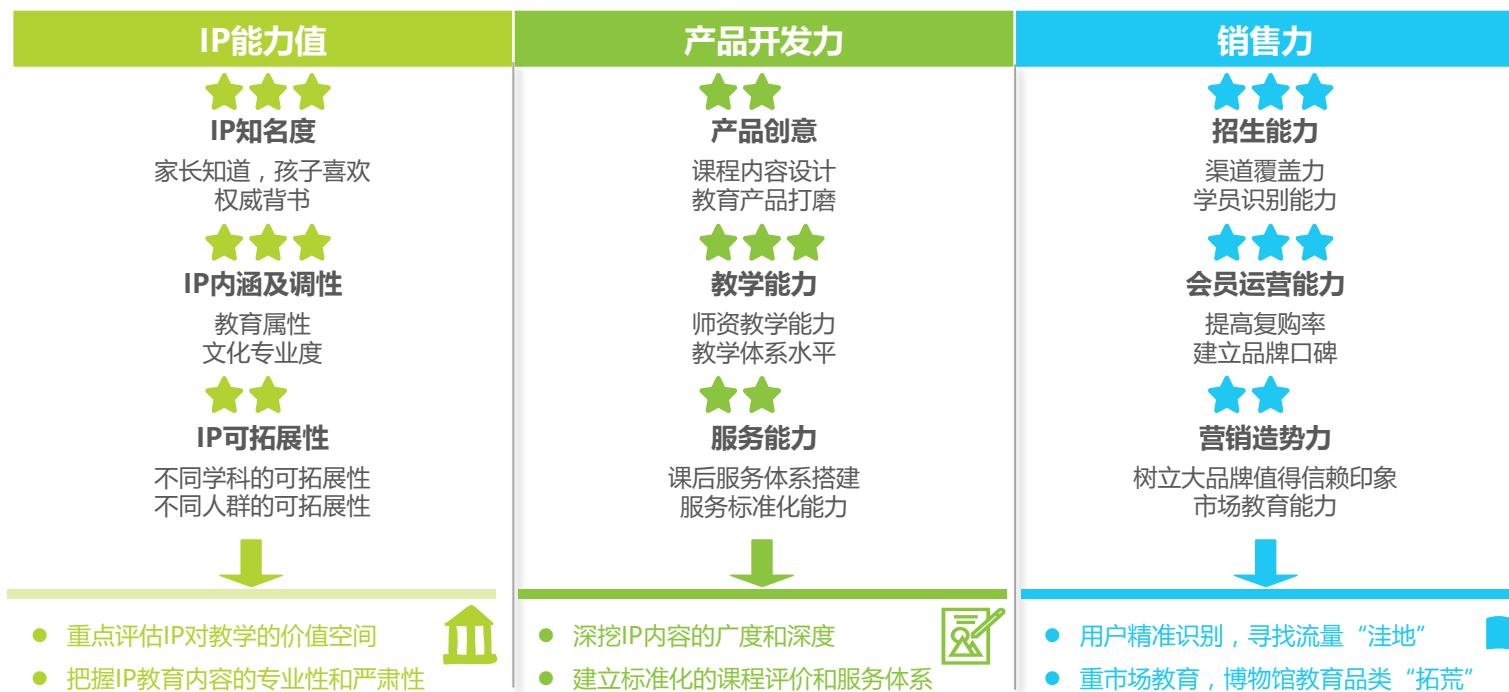 IP能力值
IP知名度
家长知道，孩子喜欢
权威背书
IP内涵及调性
教育属性
文化专业度
IP可拓展性
不同学科的可拓展性
不同人群的可拓展性
● 重点评估IP对教学的价值空间
● 把握IP教育内容的专业性和严肃性
产品开发力
产品创意
课程内容设计
教育产品打磨
教学能力
师资教学能力
教学体系水平
服务能力
课后服务体系搭建
服务标准化能力
● 深挖IP内容的广度和深度
● 建立标准化的课程评价和服务体系
销售力
招生能力
渠道覆盖力
学员识别能力
会员运营能力
提高复购率
建立品牌口碑
营销造势力
树立大品牌值得信赖印象
市场教育能力
● 用户精准识别，寻找流量“洼地”
● 重市场教育，博物馆教育品类“拓荒”